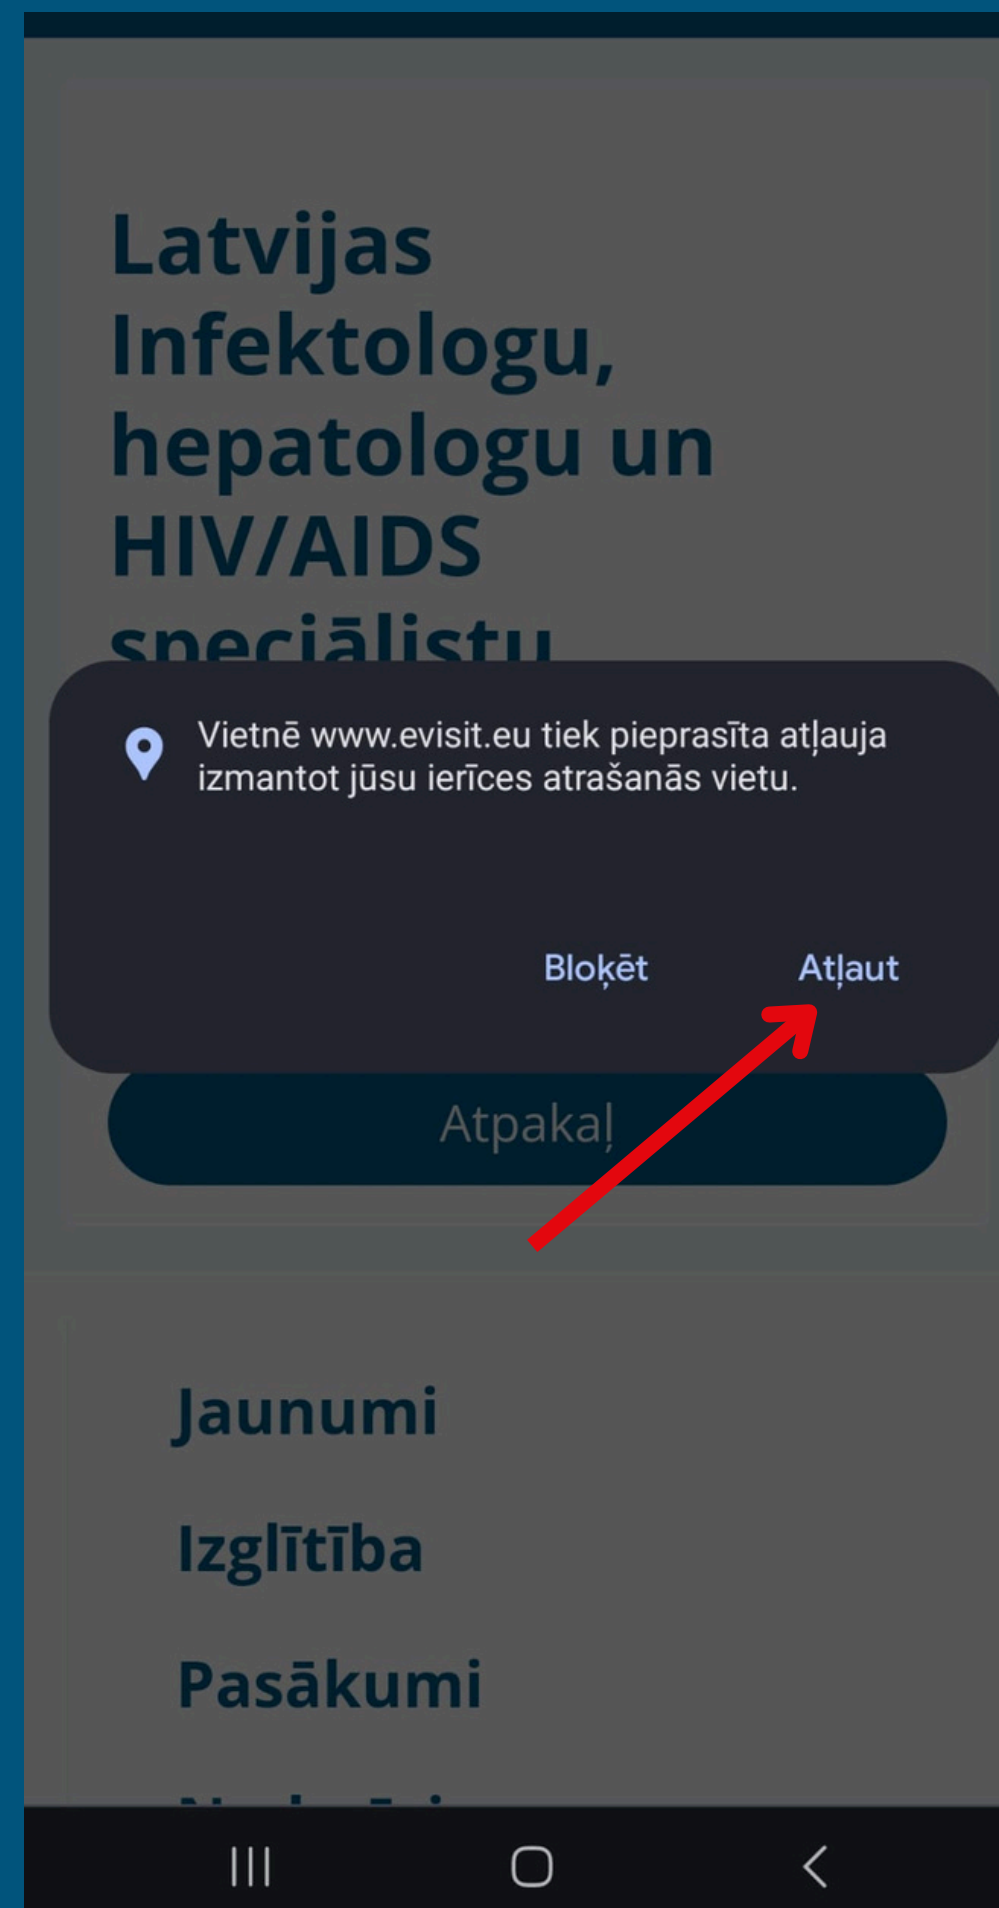 Latvijas
Infektologu,
hepatologu un
HIV/AIDS
speciālistu
Vietnē www.evisit.eu tiek pieprasīta atļauja
izmantot jūsu ierīces atrašanās vietu.
Bloķēt Atļaut
Atpakaļ
Jaunumi
Izglītība
Pasākumi